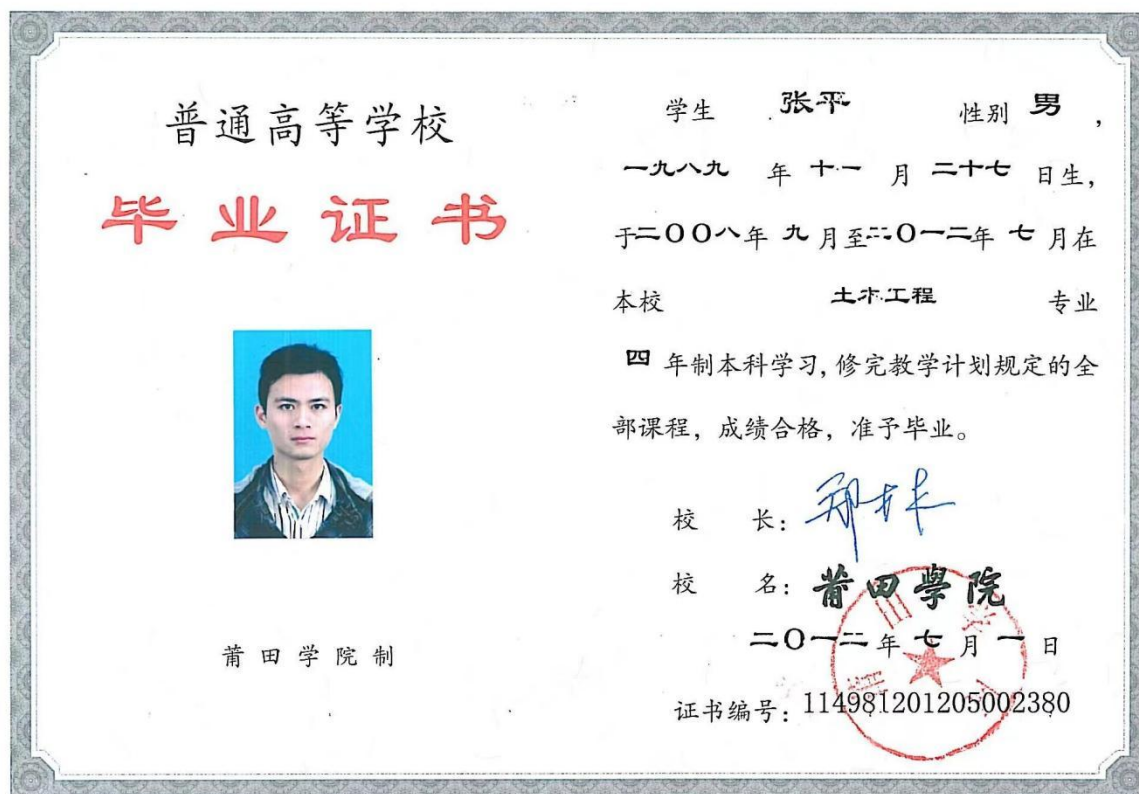 普通高等学校
毕业证书
莆田学院制
学生 张平 性别 男,
一九八九 年 十一 月 二十七 日生,
于二〇〇八年 九 月至二〇一二年 七 月在
本校 土木工程 专业
四 年制本科学习,修完教学计划规定的全
部课程，成绩合格，准予毕业。
校 长:
校 名: 莆田學院
二〇一二年 七 月 一 日
证书编号: 114981201205002380